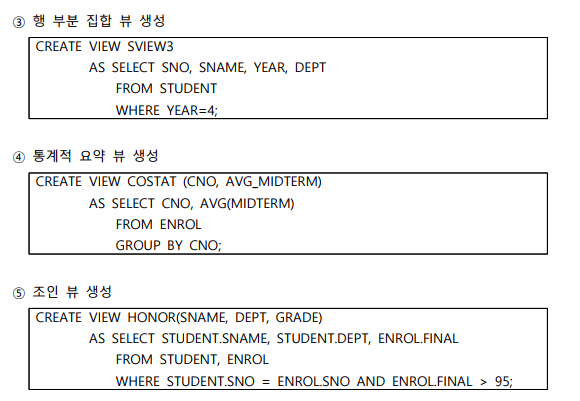 ③ 행 부분 집합 뷰 생성
CREATE VIEW SVIEW3
AS SELECT SNO, SNAME, YEAR, DEPT
FROM STUDENT
WHERE YEAR=4;
④ 통계적 요약 뷰 생성
CREATE VIEW COSTAT (CNO, AVG_MIDTERM)
AS SELECT CNO, AVG(MIDTERM)
FROM ENROL
GROUP BY CNO;
⑤ 조인 뷰 생성
CREATE VIEW HONOR(SNAME, DEPT, GRADE)
AS SELECT STUDENT.SNAME, STUDENT.DEPT, ENROL.FINAL
FROM STUDENT, ENROL
WHERE STUDENT.SNO = ENROL.SNO AND ENROL.FINAL > 95;